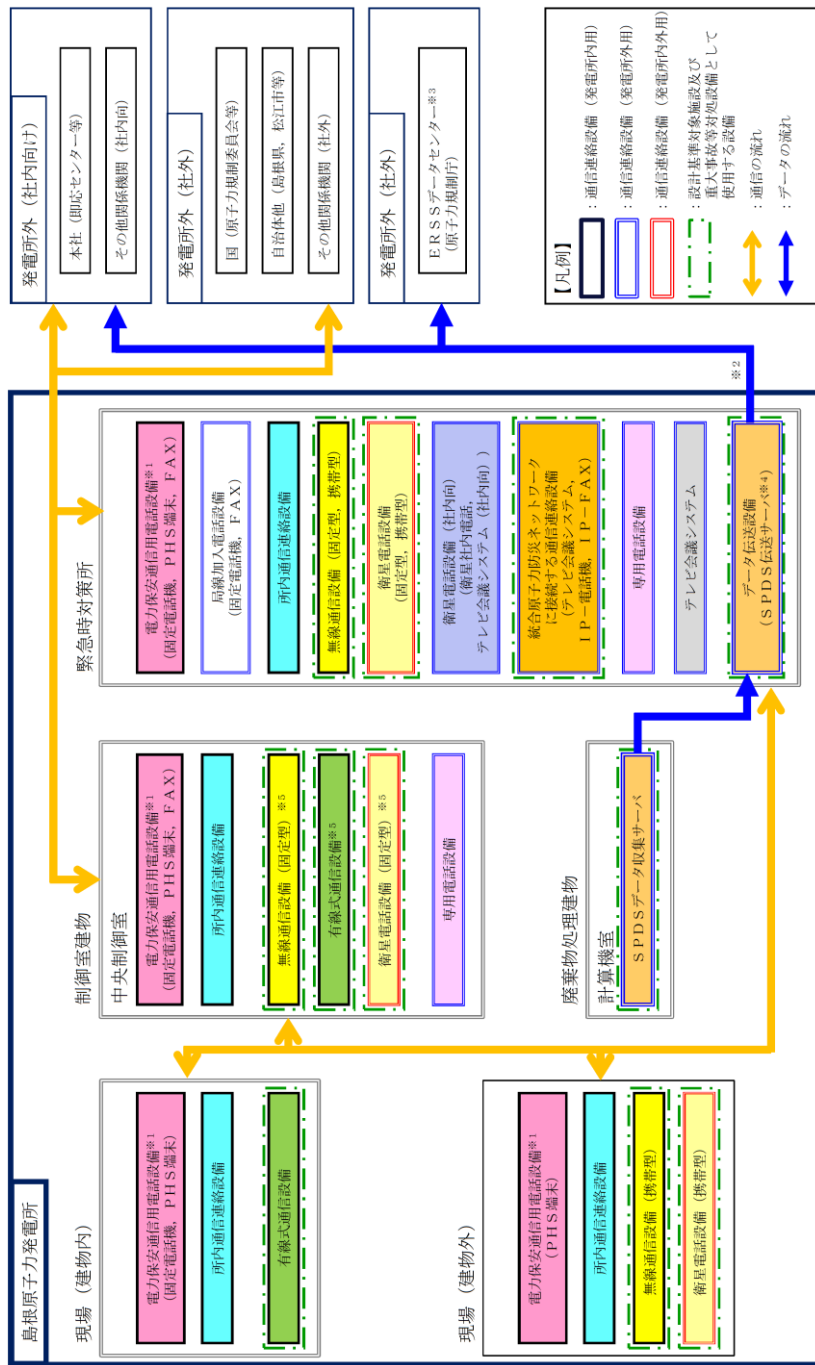 島根原子力発電所
現場（建物内）
電力保安通信用電話設備※1
（固定電話機，PHS端末）
所内通信連絡設備
有線式通信設備
現場（建物外）
電力保安通信用電話設備※1
（PHS端末）
所内通信連絡設備
無線通信設備（携帯型）
衛星電話設備（携帯型）
制御室建物
中央制御室
電力保安通信用電話設備※1
（固定電話機，PHS端末，FAX）
所内通信連絡設備
無線通信設備（固定型）※5
有線式通信設備※5
衛星電話設備（固定型）※5
専用電話設備
廃棄物処理建物
計算機室
SPDSデータ収集サーバ
緊急時対策所
電力保安通信用電話設備※1
（固定電話機，PHS端末，FAX）
局線加入電話設備
（固定電話機，FAX）
所内通信連絡設備
無線通信設備（固定型，携帯型）
衛星電話設備
（固定型，携帯型）
衛星電話設備（社内向）
（衛星社内電話，
テレビ会議システム（社内向））
統合原子力防災ネットワーク
に接続する通信連絡設備
（テレビ会議システム，
IP－電話機，IP－FAX）
専用電話設備
テレビ会議システム
データ伝送設備
（SPDS伝送サーバ※4）
※2
発電所外（社内向け）
本社（即応センター等）
その他関係機関（社内向）
発電所外（社外）
国（原子力規制委員会等）
自治体他（島根県，松江市等）
その他関係機関（社外）
発電所外（社外）
ERSSデータセンター※3
（原子力規制庁）
【凡例】
：通信連絡設備（発電所内用）
：通信連絡設備（発電所外用）
：通信連絡設備（発電所内外用）
：設計基準対象施設及び
重大事故等対処設備として
使用する設備
：通信の流れ
：データの流れ